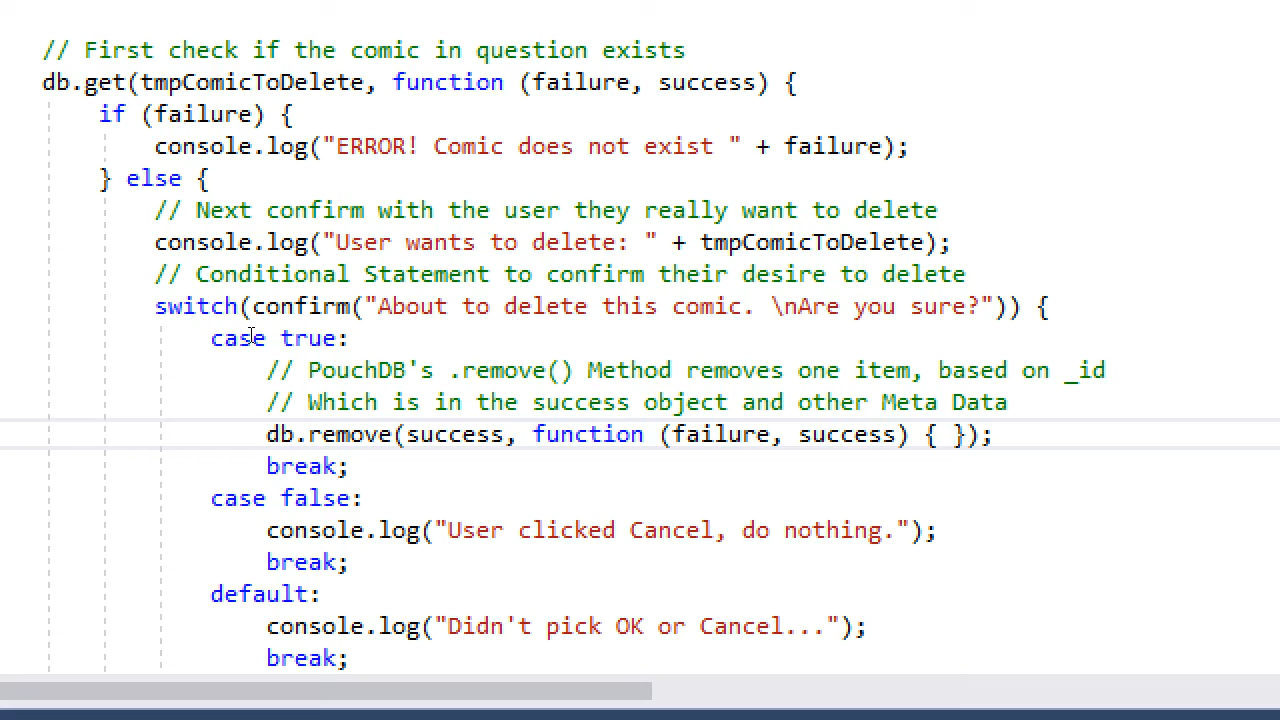 // First check if the comic in question exists
db.get(tmpComicToDelete, function (failure, success) {
if (failure) {
console.log("ERROR! Comic does not exist " + failure);
} else {
// Next confirm with the user they really want to delete
console.log("User wants to delete: " + tmpComicToDelete);
// Conditional Statement to confirm their desire to delete
switch(confirm("About to delete this comic. \nAre you sure?")) {
case true:
// PouchDB's .remove() Method removes one item, based on _id
// Which is in the success object and other Meta Data
db.remove(success, function (failure, success) { });
break;
case false:
console.log("User clicked Cancel, do nothing.");
break;
default:
console.log("Didn't pick OK or Cancel...");
break;